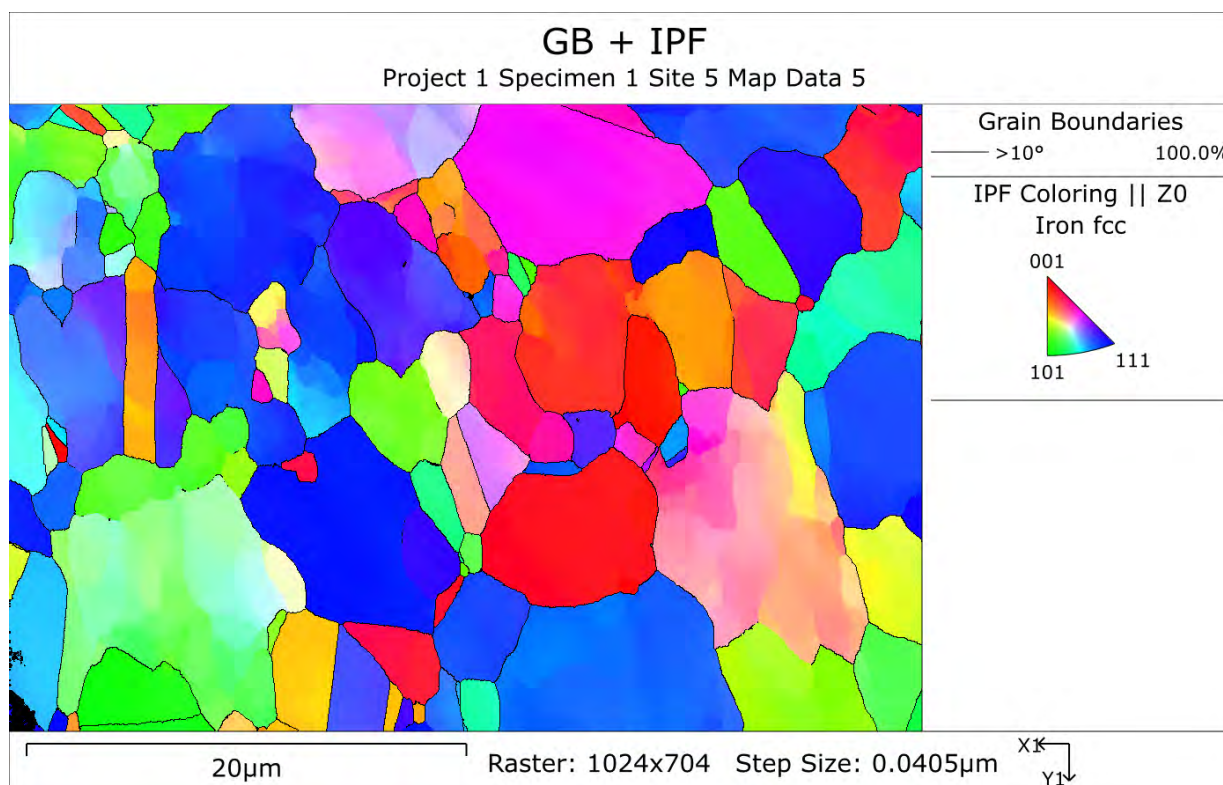 GB + IPF
Project 1 Specimen 1 Site 5 Map Data 5
Grain Boundaries
>10° 100.0%
IPF Coloring || Z0
Iron fcc
001
101
111
20µm
Raster: 1024x704 Step Size: 0.0405µm
X1
Y1